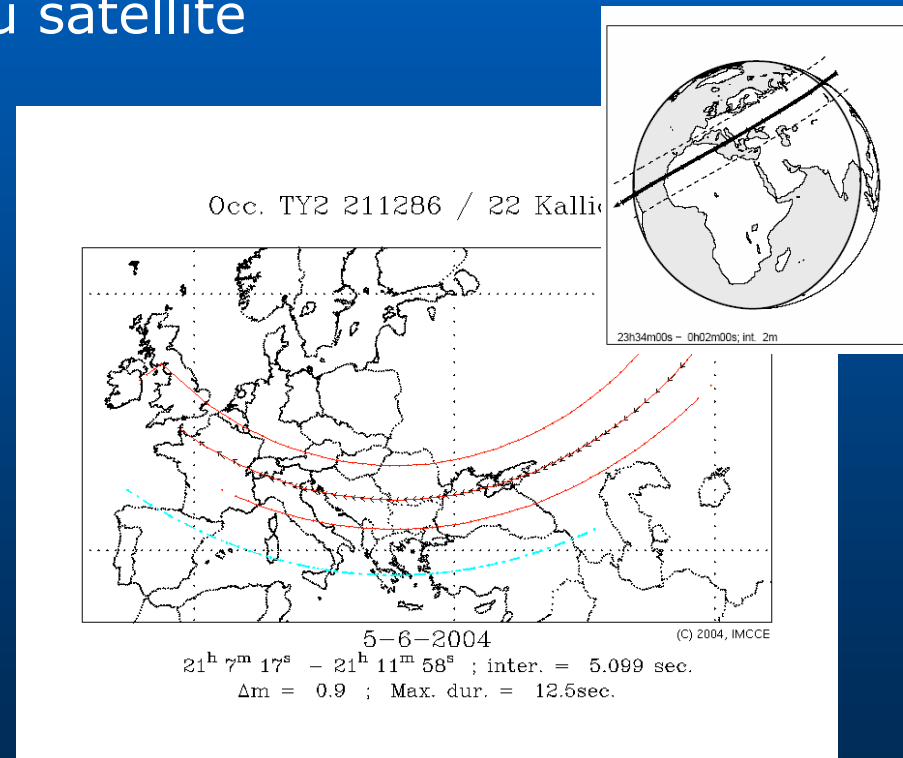 satellite
Occ. TY2 211286 / 22
23h34m00s – 0h02m00s; int. 2m
5–6–2004
(C) 2004, IMCCE
21h 7m 17s – 21h 11m 58s ; inter. = 5.099 sec.
Δm = 0.9 ; Max. dur. = 12.5sec.